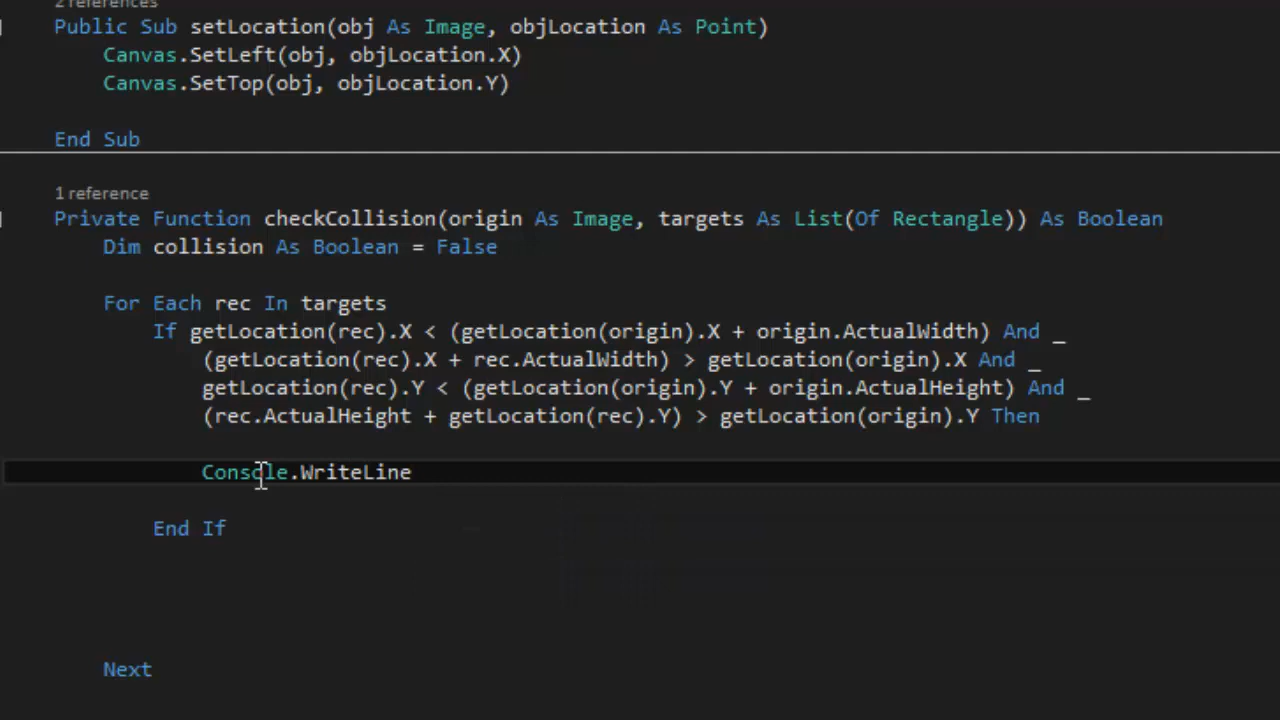 2 references
Public Sub setLocation(obj As Image, objLocation As Point)
Canvas.SetLeft(obj, objLocation.X)
Canvas.SetTop(obj, objLocation.Y)
End Sub
1 reference
Private Function checkCollision(origin As Image, targets As List(Of Rectangle)) As Boolean
Dim collision As Boolean = False
For Each rec In targets
If getLocation(rec).X < (getLocation(origin).X + origin.ActualWidth) And _
(getLocation(rec).X + rec.ActualWidth) > getLocation(origin).X And _
getLocation(rec).Y < (getLocation(origin).Y + origin.ActualHeight) And _
(rec.ActualHeight + getLocation(rec).Y) > getLocation(origin).Y Then
Console.WriteLine
End If
Next